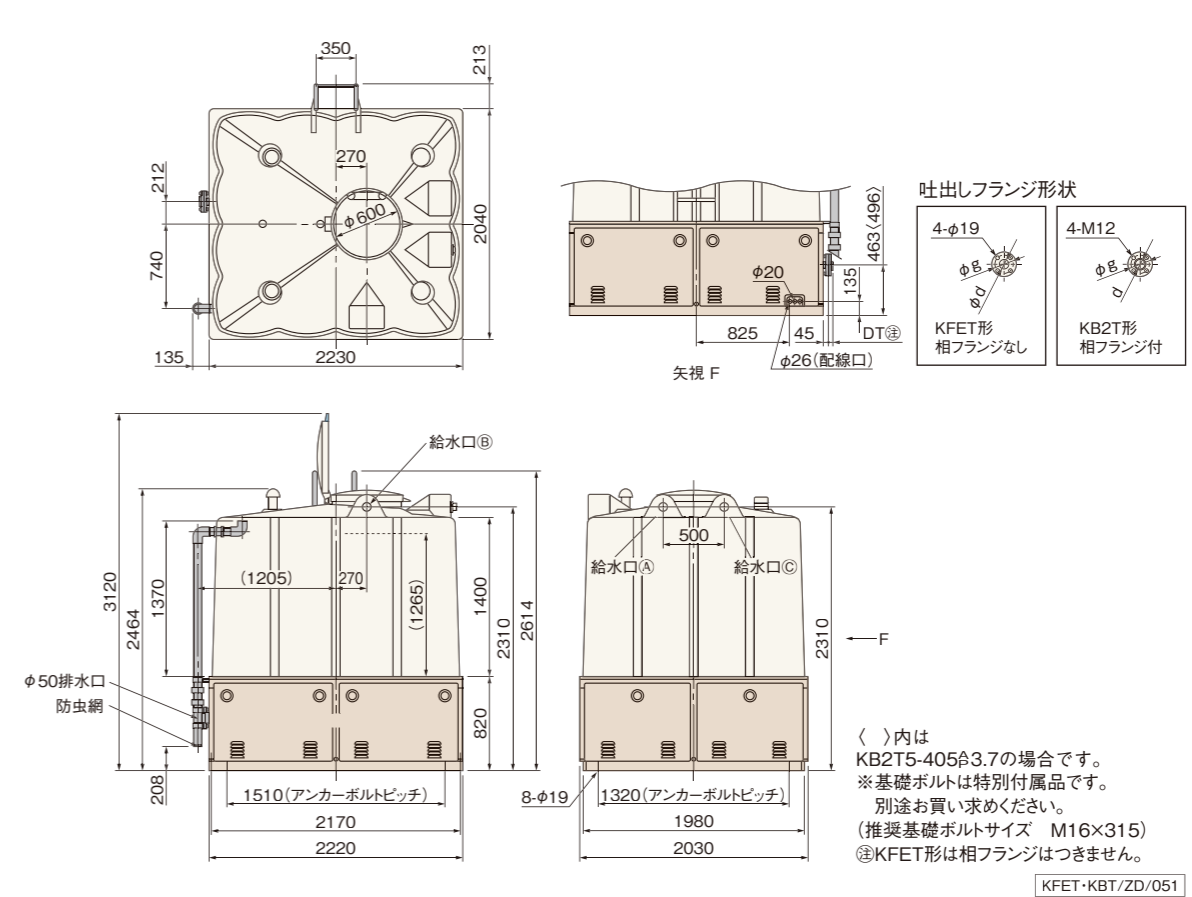 350
213
270
212
φ600
740
2040
135
2230
463〈496〉
φ20
135
825
45
DT㊟
φ26(配線口)
矢視 F
吐出しフランジ形状
4-φ19
φg
φd
KFET形
相フランジなし
4-M12
φg
d
KB2T形
相フランジ付
給水口Ⓑ
3120
2464
1370
(1205)
270
(1265)
1400
2310
2614
φ50排水口
防虫網
820
208
1510(アンカーボルトピッチ)
2170
2220
500
給水口Ⓐ
給水口Ⓒ
2310
F
8-φ19
1320(アンカーボルトピッチ)
1980
2030
〈 〉内は
KB2T5-405 3.7の場合です。
※基礎ボルトは特別付属品です。
別途お買い求めください。
(推奨基礎ボルトサイズ M16×315)
㊟KFET形は相フランジはつきません。
KFET・KBT/ZD/051